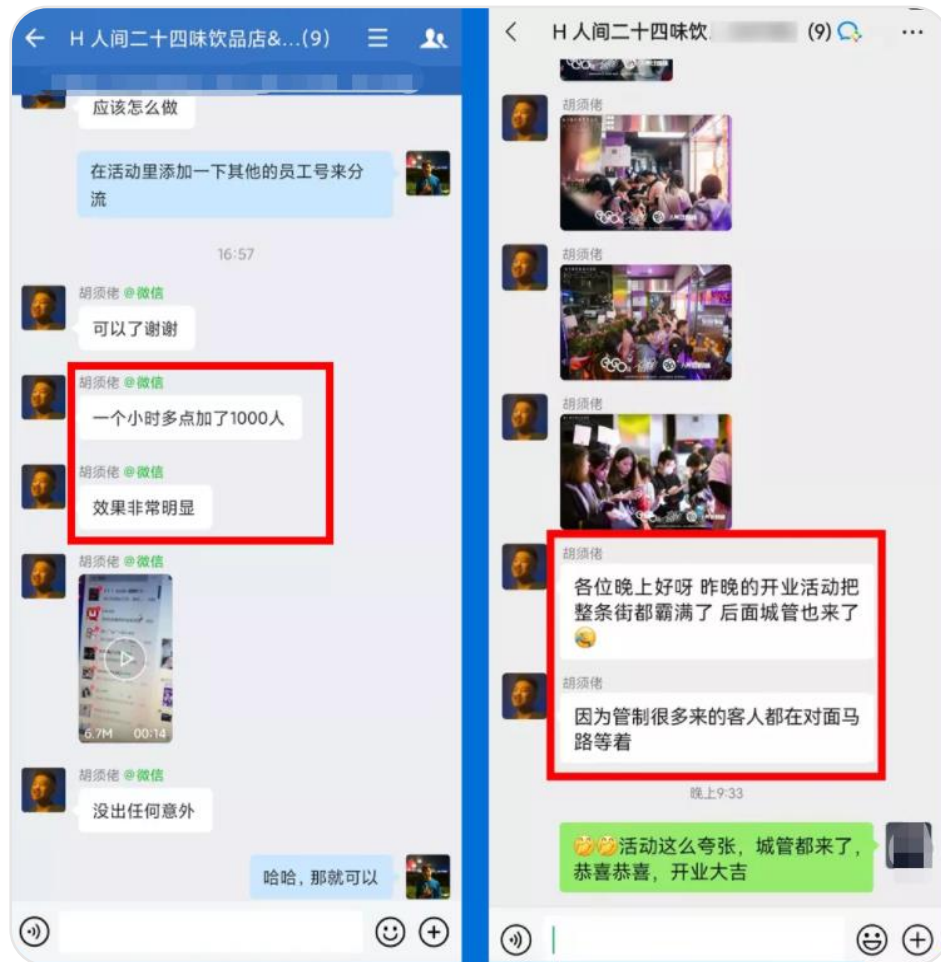 H 人间二十四味饮品店&...(9)
应该怎么做
在活动里添加一下其他的员工号来分
流
16:57
胡须佬 @微信
可以了谢谢
胡须佬 @微信
一个小时多点加了1000人
胡须佬 @微信
效果非常明显
胡须佬 @微信
6.7M 00:14
胡须佬 @微信
没出任何意外
哈哈，那就可以
H 人间二十四味饮 (9)
胡须佬
胡须佬
胡须佬
胡须佬
各位晚上好呀 昨晚的开业活动把
整条街都霸满了 后面城管也来了
胡须佬
因为管制很多来的客人都在对面马
路等着
晚上9:33
活动这么夸张，城管都来了，
恭喜恭喜，开业大吉